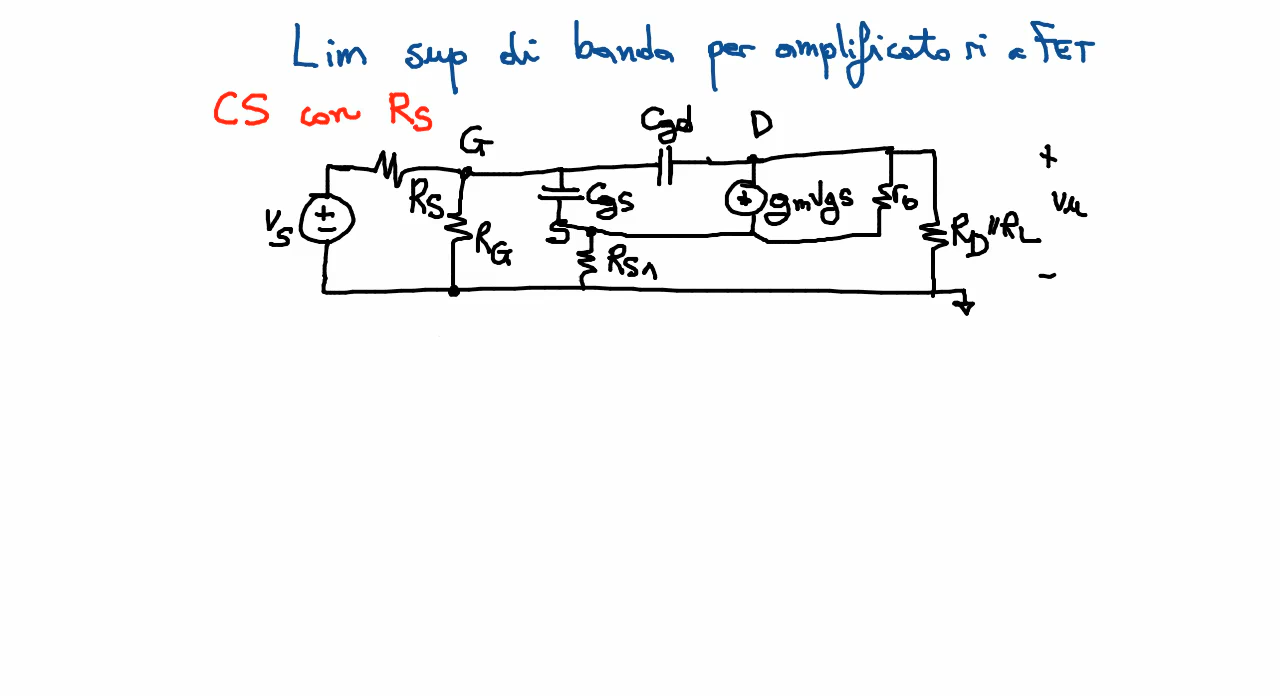 Lim sup di banda per amplificatori a FET
CS con RS
G
Cgd
D
+
vs
RS
RG
Cgs
S
RS1
gmvgs
ro
RD//RL
vu
-